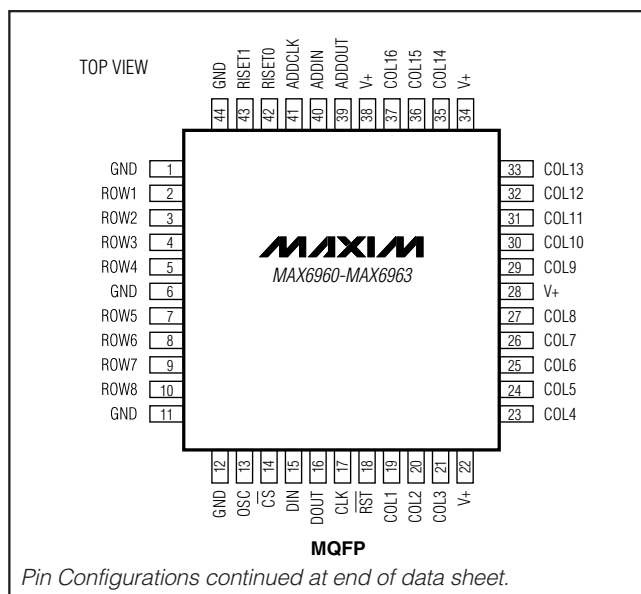 TOP VIEW
GND
RISET1
RISET0
ADDCLK
ADDIN
ADDOUT
V+
COL16
COL15
COL14
V+
44
43
42
41
40
39
38
37
36
35
34
GND 1
ROW1 2
ROW2 3
ROW3 4
ROW4 5
GND 6
ROW5 7
ROW6 8
ROW7 9
ROW8 10
GND 11
MAXIM
MAX6960-MAX6963
33 COL13
32 COL12
31 COL11
30 COL10
29 COL9
28 V+
27 COL8
26 COL7
25 COL6
24 COL5
23 COL4
12
13
14
15
16
17
18
19
20
21
22
GND
OSC
CS
DIN
DOUT
CLK
RST
COL1
COL2
COL3
V+
MQFP
Pin Configurations continued at end of data sheet.